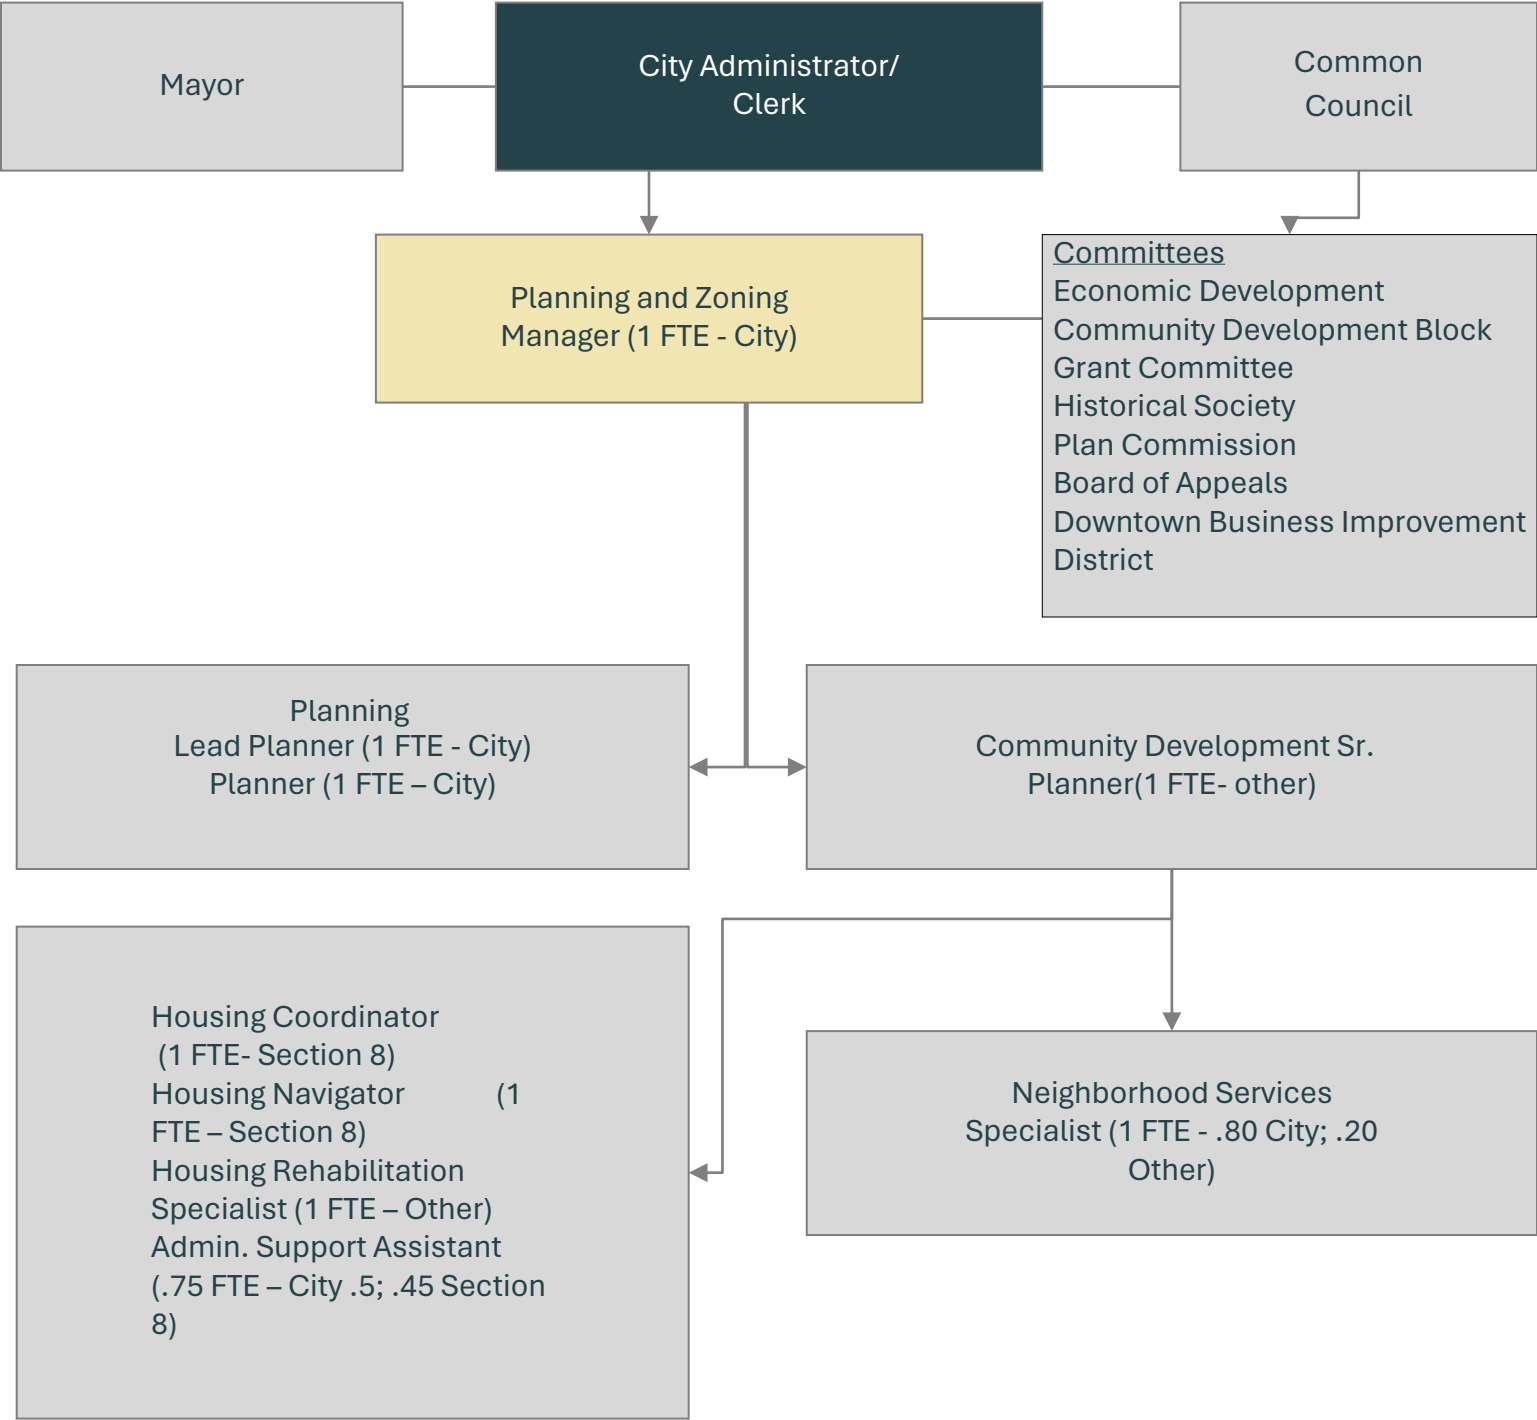 Mayor
City Administrator/
Clerk
Common
Council
Planning and Zoning
Manager (1 FTE - City)
Committees
Economic Development
Community Development Block
Grant Committee
Historical Society
Plan Commission
Board of Appeals
Downtown Business Improvement
District
Planning
Lead Planner (1 FTE - City)
Planner (1 FTE – City)
Community Development Sr.
Planner(1 FTE- other)
Housing Coordinator
(1 FTE- Section 8)
Housing Navigator (1
FTE – Section 8)
Housing Rehabilitation
Specialist (1 FTE – Other)
Admin. Support Assistant
(.75 FTE – City .5; .45 Section
8)
Neighborhood Services
Specialist (1 FTE - .80 City; .20
Other)